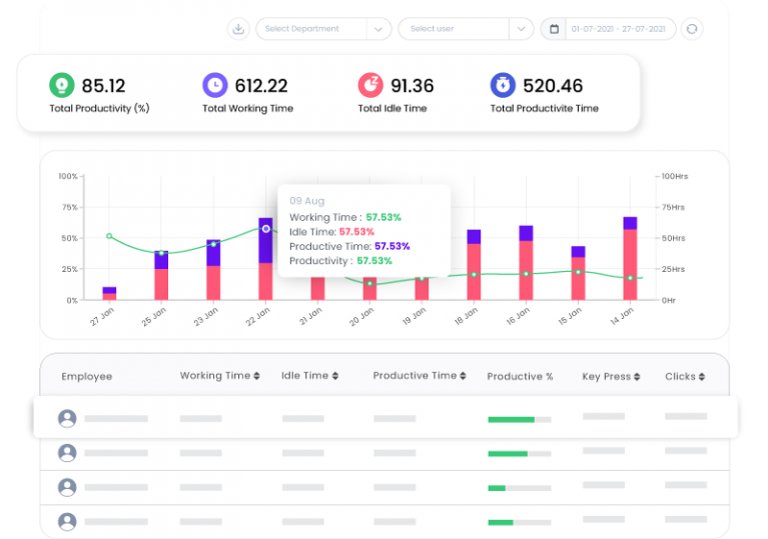 Select Department
Select user
01-07-2021 - 27-07-2021
85.12
Total Productivity (%)
612.22
Total Working Time
91.36
Total Idle Time
520.46
Total Productivite Time
100%
75%
50%
25%
0%
100Hrs
75Hrs
50Hrs
25Hrs
0Hr
09 Aug
Working Time : 57.53%
Idle Time: 57.53%
Productive Time: 57.53%
Productivity : 57.53%
27 Jan
25 Jan
23 Jan
22 Jan
21 Jan
20 Jan
19 Jan
18 Jan
16 Jan
15 Jan
14 Jan
Employee Working Time Idle Time Productive Time Productive % Key Press Clicks